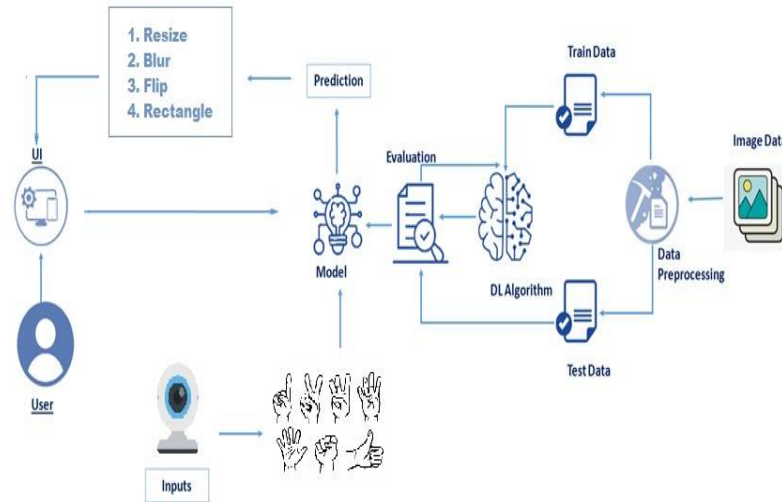 1. Resize
2. Blur
3. Flip
4. Rectangle
Prediction
Train Data
Image Data
UI
Evaluation
Model
DL Algorithm
Data
Preprocessing
User
Test Data
Inputs